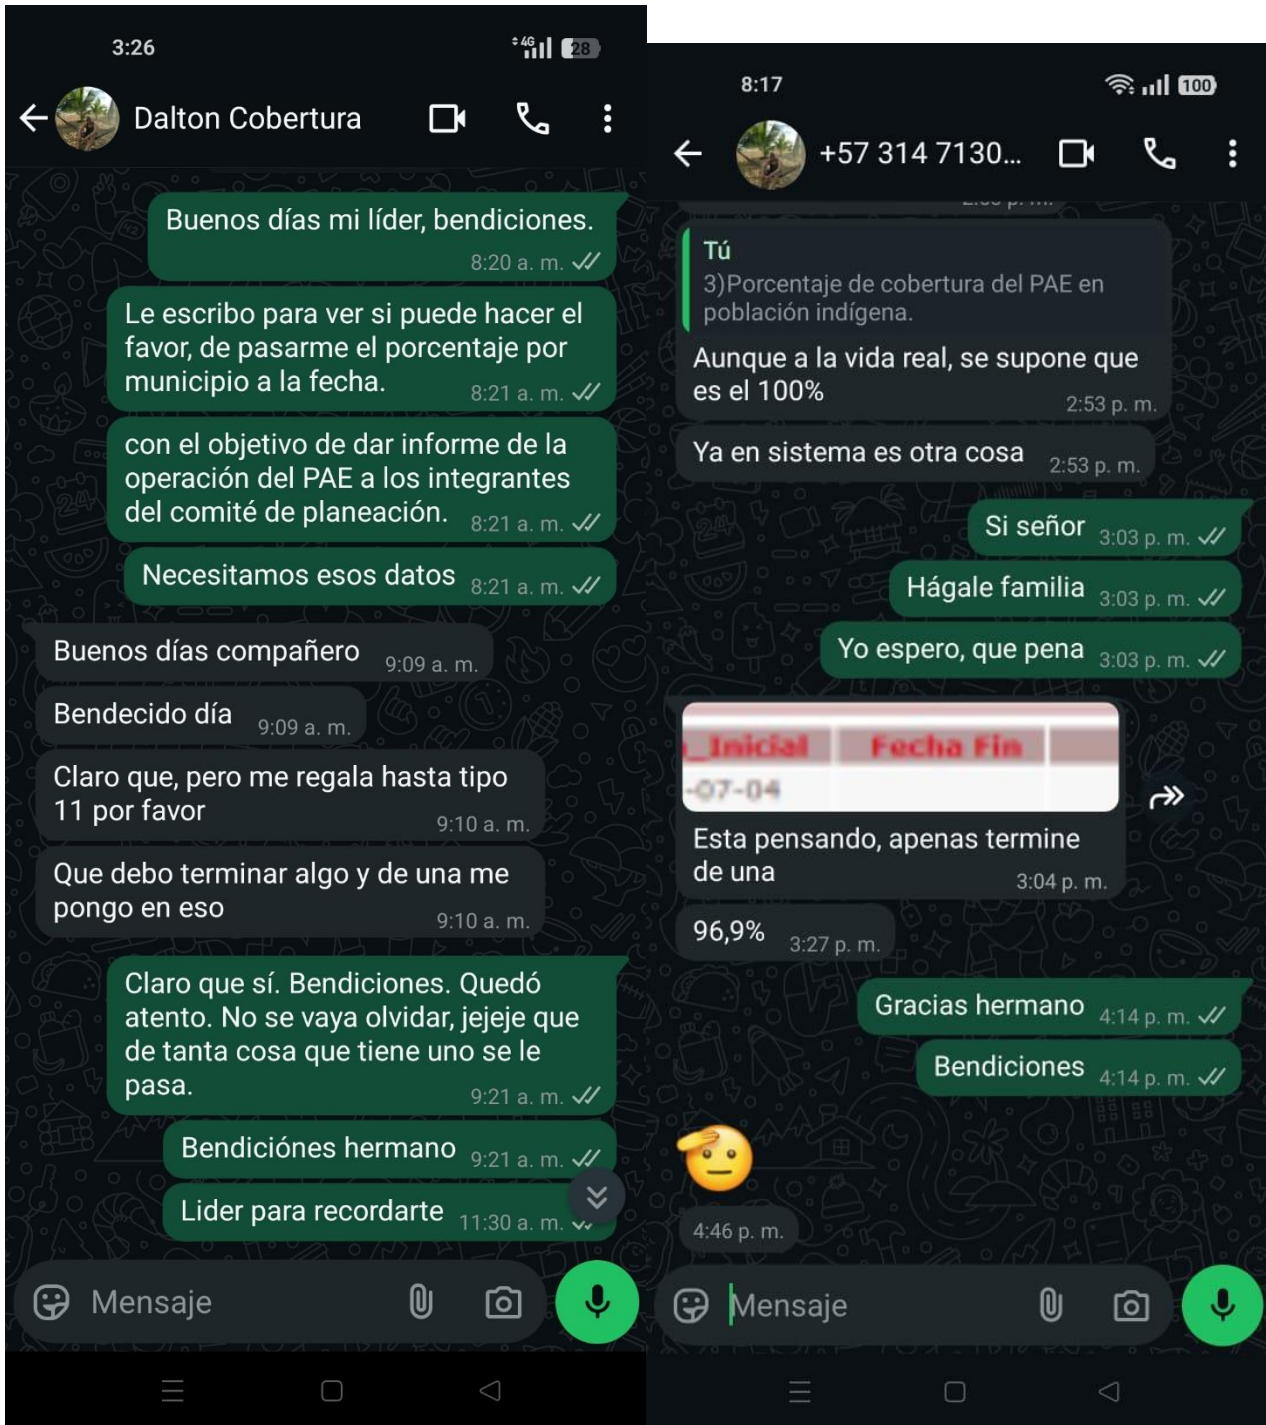 3:26
4G
28
Dalton Cobertura
Buenos días mi líder, bendiciones.
8:20 a. m.
Le escribo para ver si puede hacer el
favor, de pasarme el porcentaje por
municipio a la fecha.
8:21 a. m.
con el objetivo de dar informe de la
operación del PAE a los integrantes
del comité de planeación.
8:21 a. m.
Necesitamos esos datos
8:21 a. m.
Buenos días compañero
9:09 a. m.
Bendecido día
9:09 a. m.
Claro que, pero me regala hasta tipo
11 por favor
9:10 a. m.
Que debo terminar algo y de una me
pongo en eso
9:10 a. m.
Claro que sí. Bendiciones. Quedó
atento. No se vaya olvidar, jejeje que
de tanta cosa que tiene uno se le
pasa.
9:21 a. m.
Bendiciónes hermano
9:21 a. m.
Lider para recordarte
11:30 a. m.
Mensaje
8:17
100
+57 314 7130...
Tú
3)Porcentaje de cobertura del PAE en
población indígena.
Aunque a la vida real, se supone que
es el 100%
2:53 p. m.
Ya en sistema es otra cosa
2:53 p. m.
Si señor
3:03 p. m.
Hágale familia
3:03 p. m.
Yo espero, que pena
3:03 p. m.
_Inicial Fecha Fin
-07-04
Esta pensando, apenas termine
de una
3:04 p. m.
96,9%
3:27 p. m.
Gracias hermano
4:14 p. m.
Bendiciones
4:14 p. m.
4:46 p. m.
Mensaje